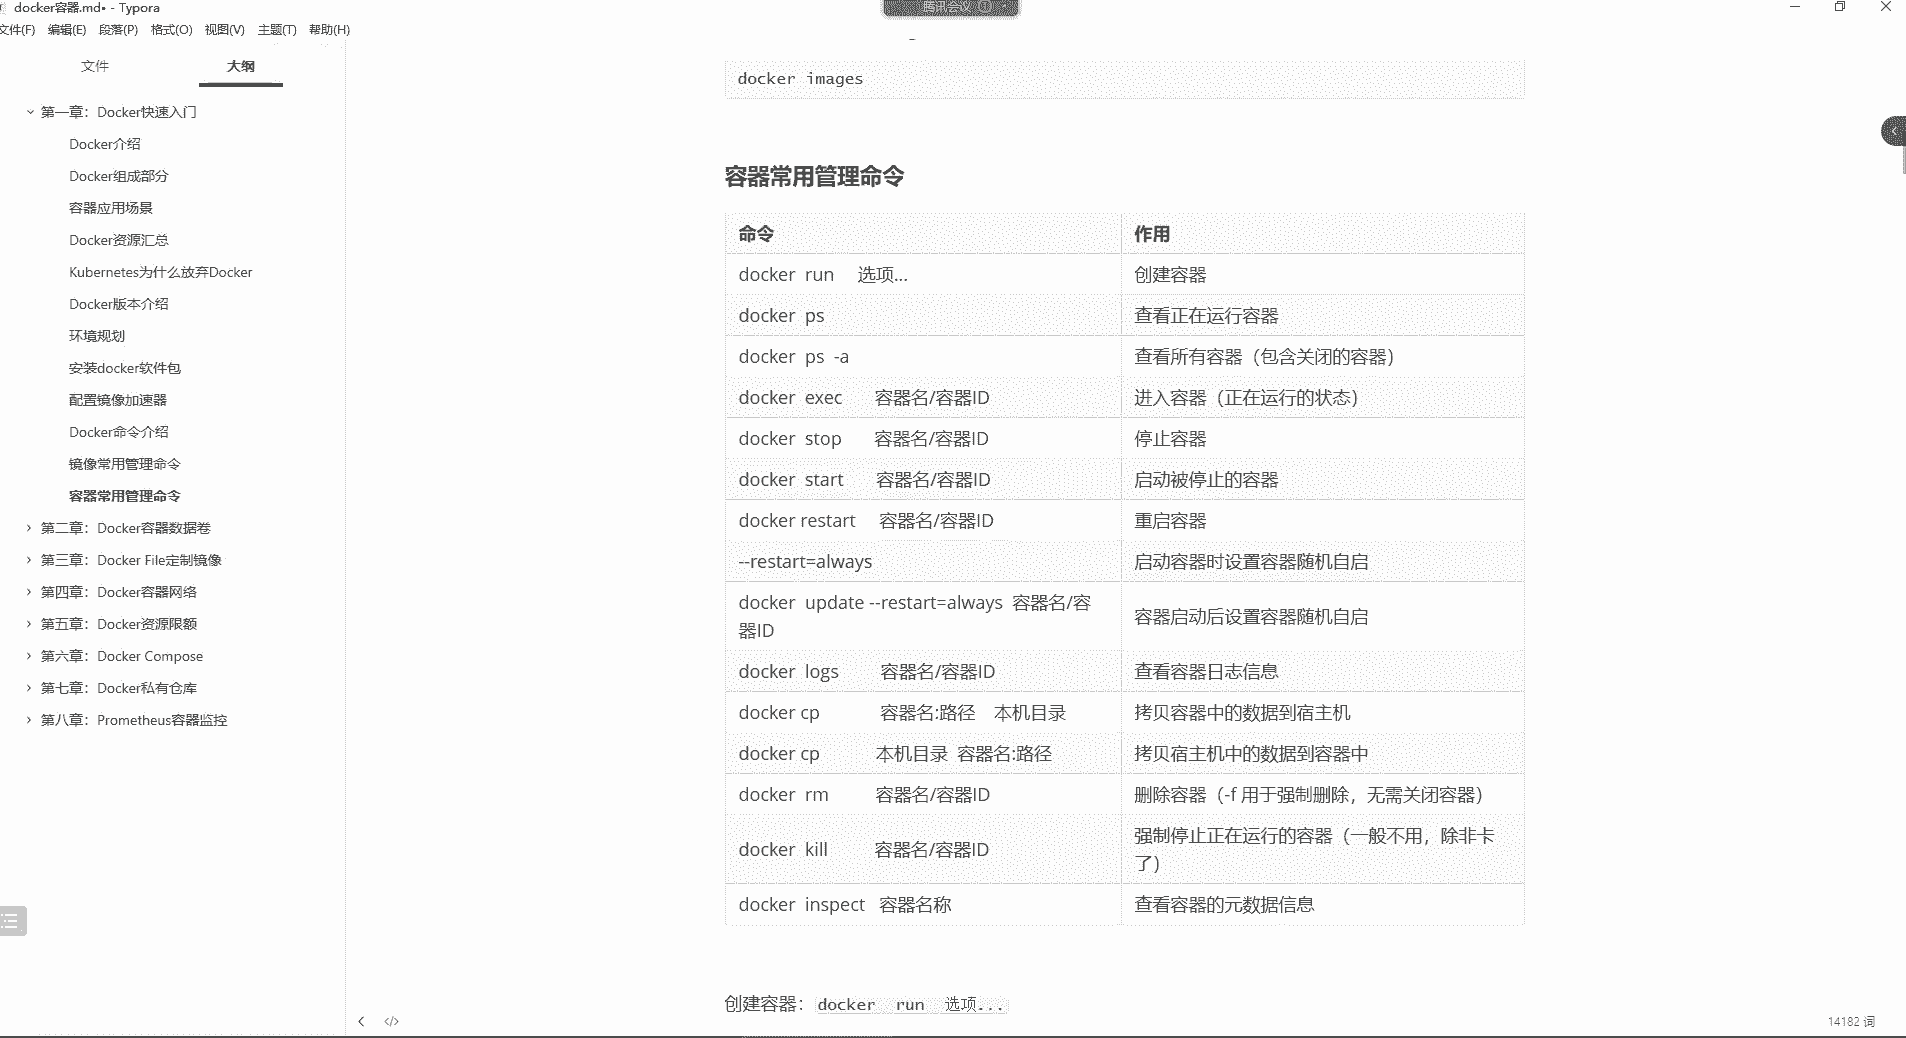 docker容器.md• - Typora
腾讯会议
文件(F) 编辑(E) 段落(P) 格式(O) 视图(V) 主题(T) 帮助(H)
文件 大纲
第一章：Docker快速入门
Docker介绍
Docker组成部分
容器应用场景
Docker资源汇总
Kubernetes为什么放弃Docker
Docker版本介绍
环境规划
安装docker软件包
配置镜像加速器
Docker命令介绍
镜像常用管理命令
容器常用管理命令
第二章：Docker容器数据卷
第三章：Docker File定制镜像
第四章：Docker容器网络
第五章：Docker资源限额
第六章：Docker Compose
第七章：Docker私有仓库
第八章：Prometheus容器监控
docker images
容器常用管理命令
命令 作用
docker run 选项... 创建容器
docker ps 查看正在运行容器
docker ps -a 查看所有容器（包含关闭的容器）
docker exec 容器名/容器ID 进入容器（正在运行的状态）
docker stop 容器名/容器ID 停止容器
docker start 容器名/容器ID 启动被停止的容器
docker restart 容器名/容器ID 重启容器
--restart=always 启动容器时设置容器随机自启
docker update --restart=always 容器名/容
器ID 容器启动后设置容器随机自启
docker logs 容器名/容器ID 查看容器日志信息
docker cp 容器名:路径 本机目录 拷贝容器中的数据到宿主机
docker cp 本机目录 容器名:路径 拷贝宿主机中的数据到容器中
docker rm 容器名/容器ID 删除容器（-f 用于强制删除，无需关闭容器）
docker kill 容器名/容器ID 强制停止正在运行的容器（一般不用，除非卡
了）
docker inspect 容器名称 查看容器的元数据信息
创建容器：docker run 选项...
14182 词